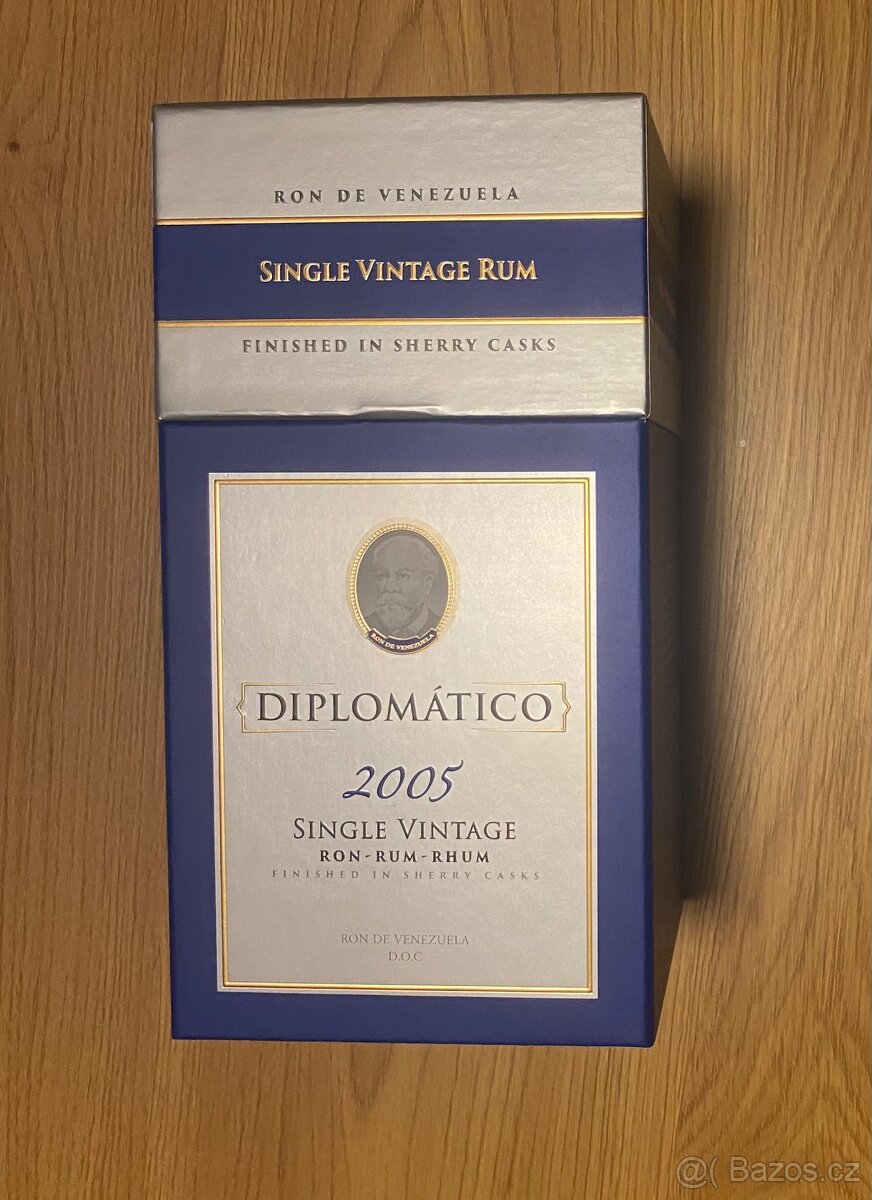 RON DE VENEZUELA
SINGLE VINTAGE RUM
FINISHED IN SHERRY CASKS
RON DE VENEZUELA
DIPLOMÁTICO
2005
SINGLE VINTAGE
RON-RUM-RHUM
FINISHED IN SHERRY CASKS
RON DE VENEZUELA
D.O.C
@( Bazos.cz